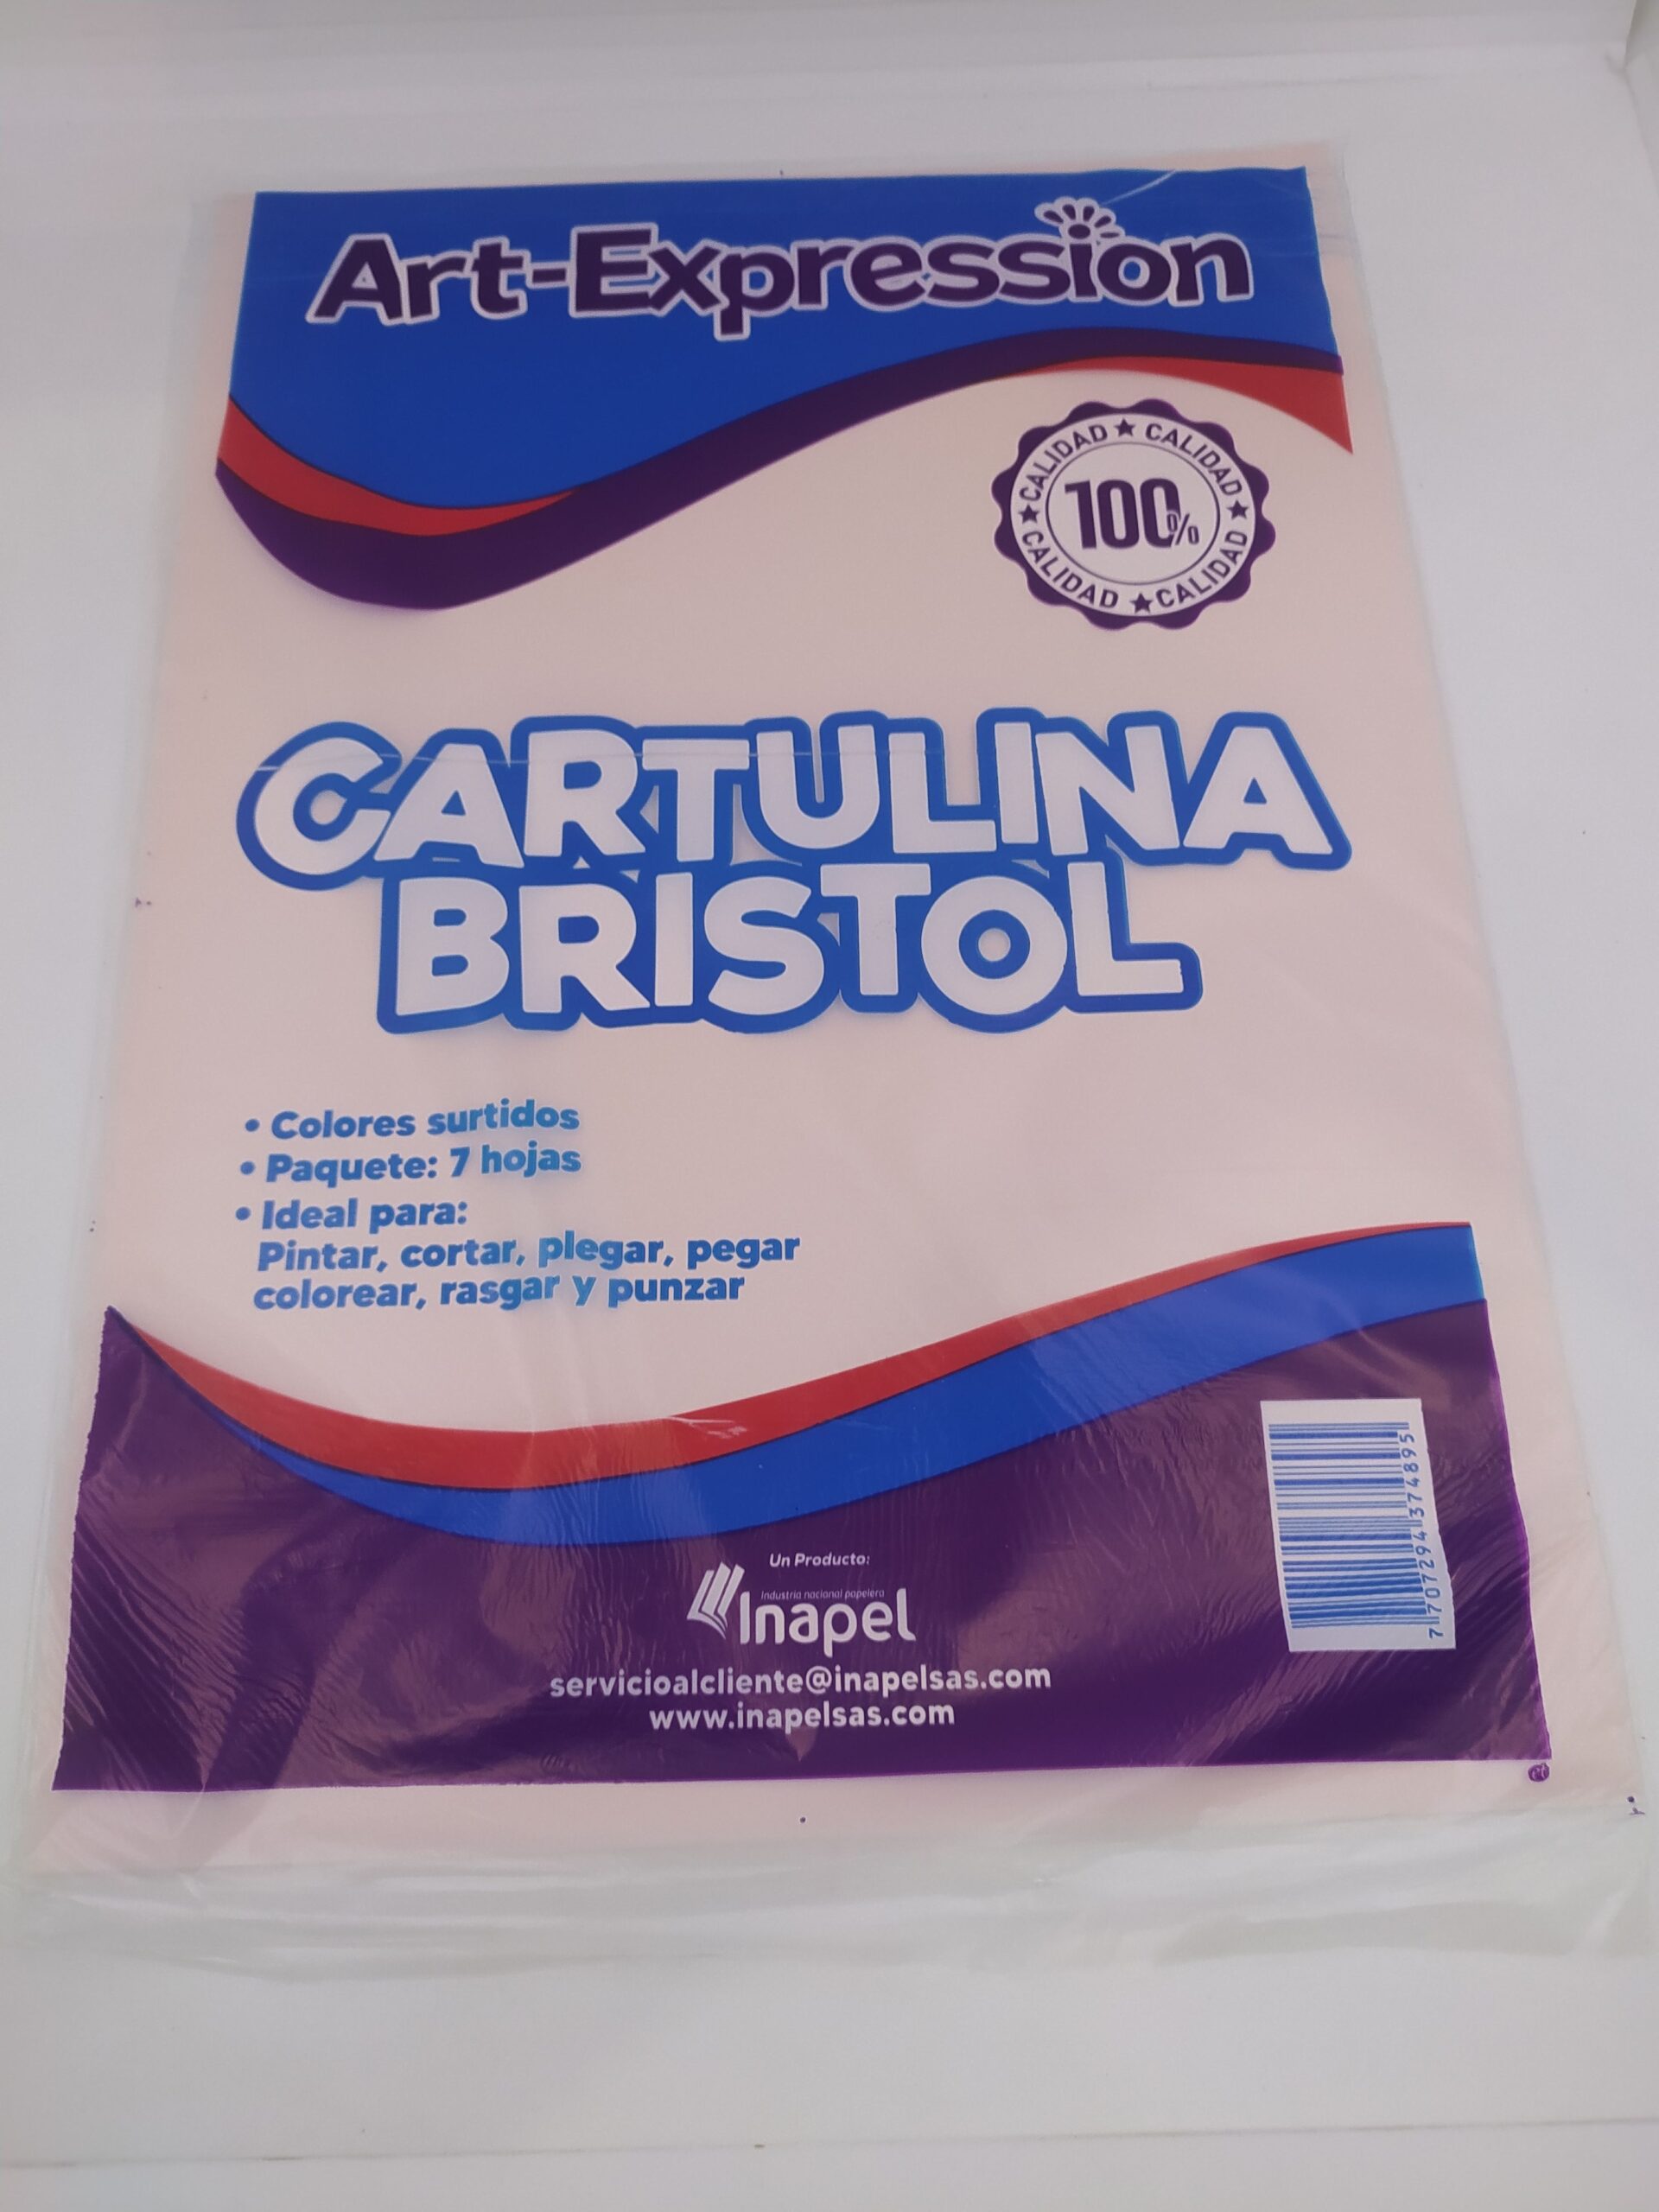 Art-Expression
CALIDAD ★ CALIDAD ★ CALIDAD ★ CALIDAD ★
100%
CARTULINA
BRISTOL
• Colores surtidos
• Paquete: 7 hojas
• Ideal para:
Pintar, cortar, plegar, pegar
colorear, rasgar y punzar
Un Producto:
Industria nacional papelera
Inapel
servicioalcliente@inapelsas.com
www.inapelsas.com
7707294374895